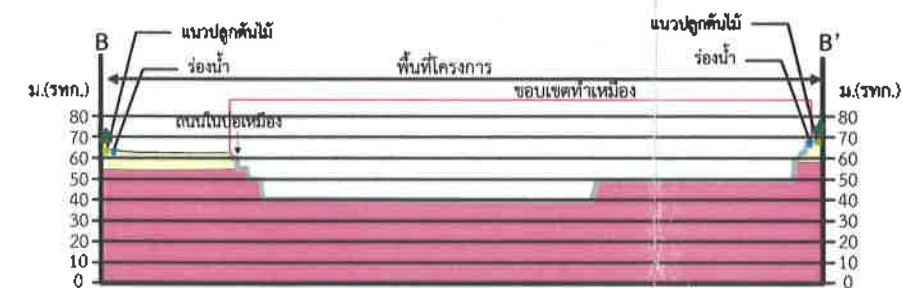 แนวปลูกต้นไม้ แนวปลูกต้นไม้
B B'
ร่องน้ำ พื้นที่โครงการ ร่องน้ำ
ม.(รทก.) ขอบเขตทำเหมือง ม.(รทก.)
80 ถนนในบ่อเหมือง 80
70 70
60 60
50 50
40 40
30 30
20 20
10 10
0 0